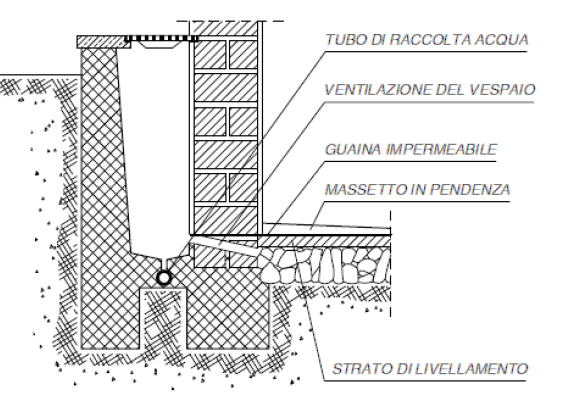 TUBO DI RACCOLTA ACQUA
VENTILAZIONE DEL VESPAIO
GUAINA IMPERMEABILE
MASSETTO IN PENDENZA
STRATO DI LIVELLAMENTO